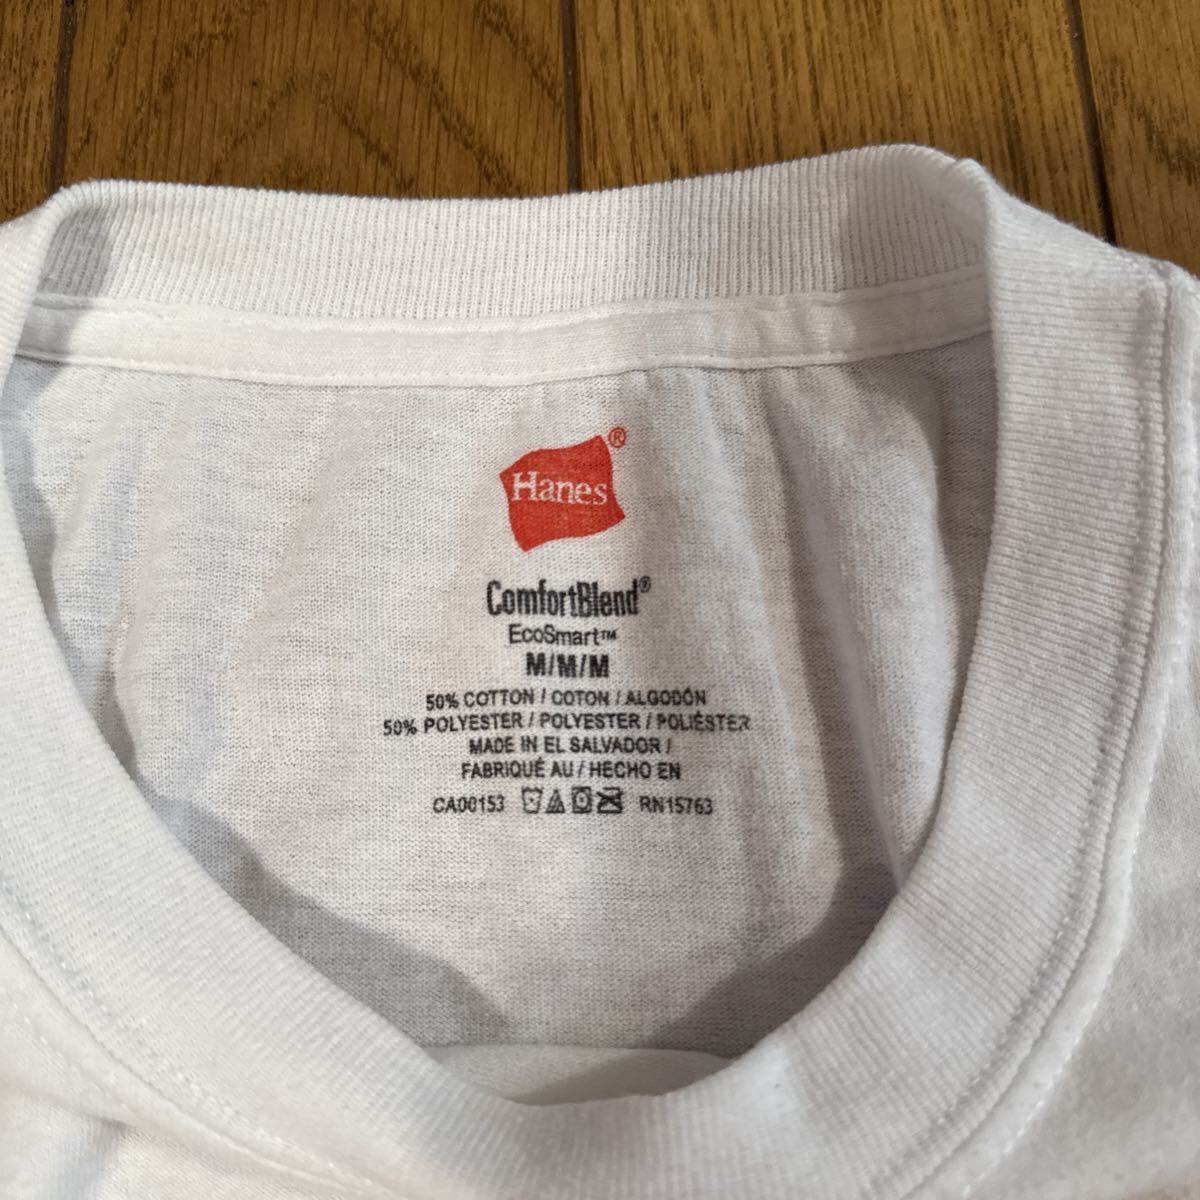 Hanes®
ComfortBlend®
EcoSmart™
M/M/M
50% COTTON / COTON / ALGODÓN
50% POLYESTER / POLYESTER / POLIÉSTER
MADE IN EL SALVADOR /
FABRIQUÉ AU / HECHO EN
CA00153 RN15763